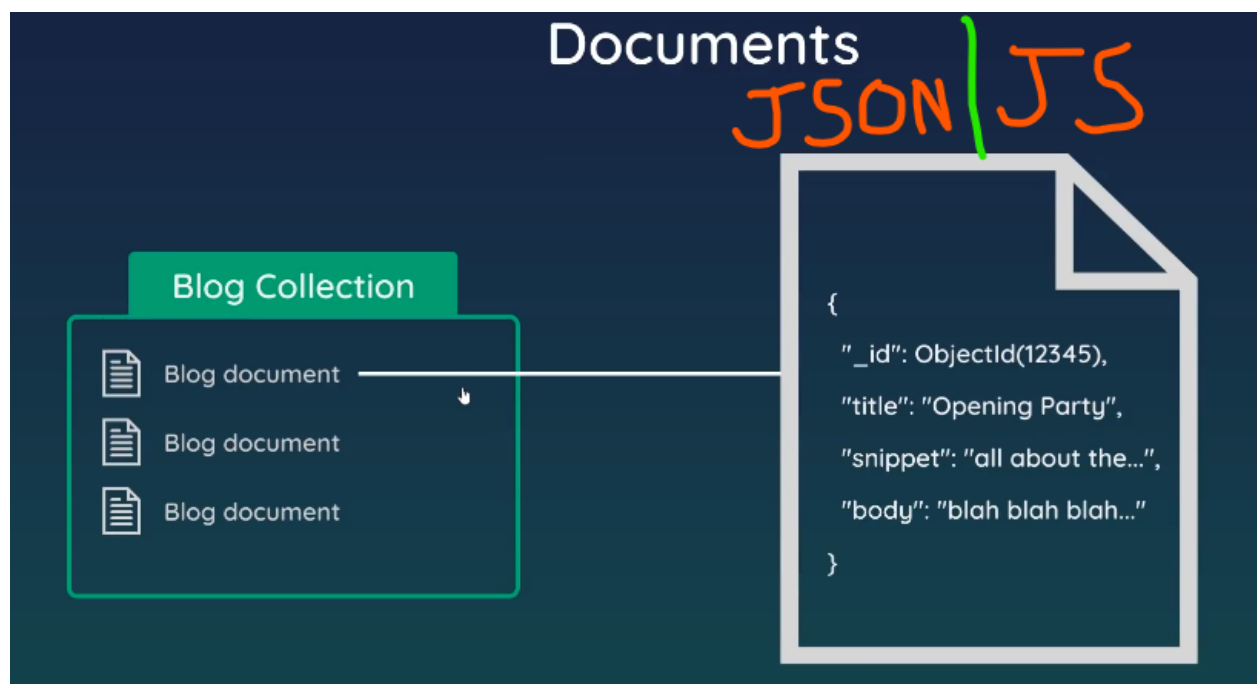 Documents
JSON | JS
Blog Collection
Blog document
Blog document
Blog document
{
"_id": ObjectId(12345),
"title": "Opening Party",
"snippet": "all about the...",
"body": "blah blah blah..."
}